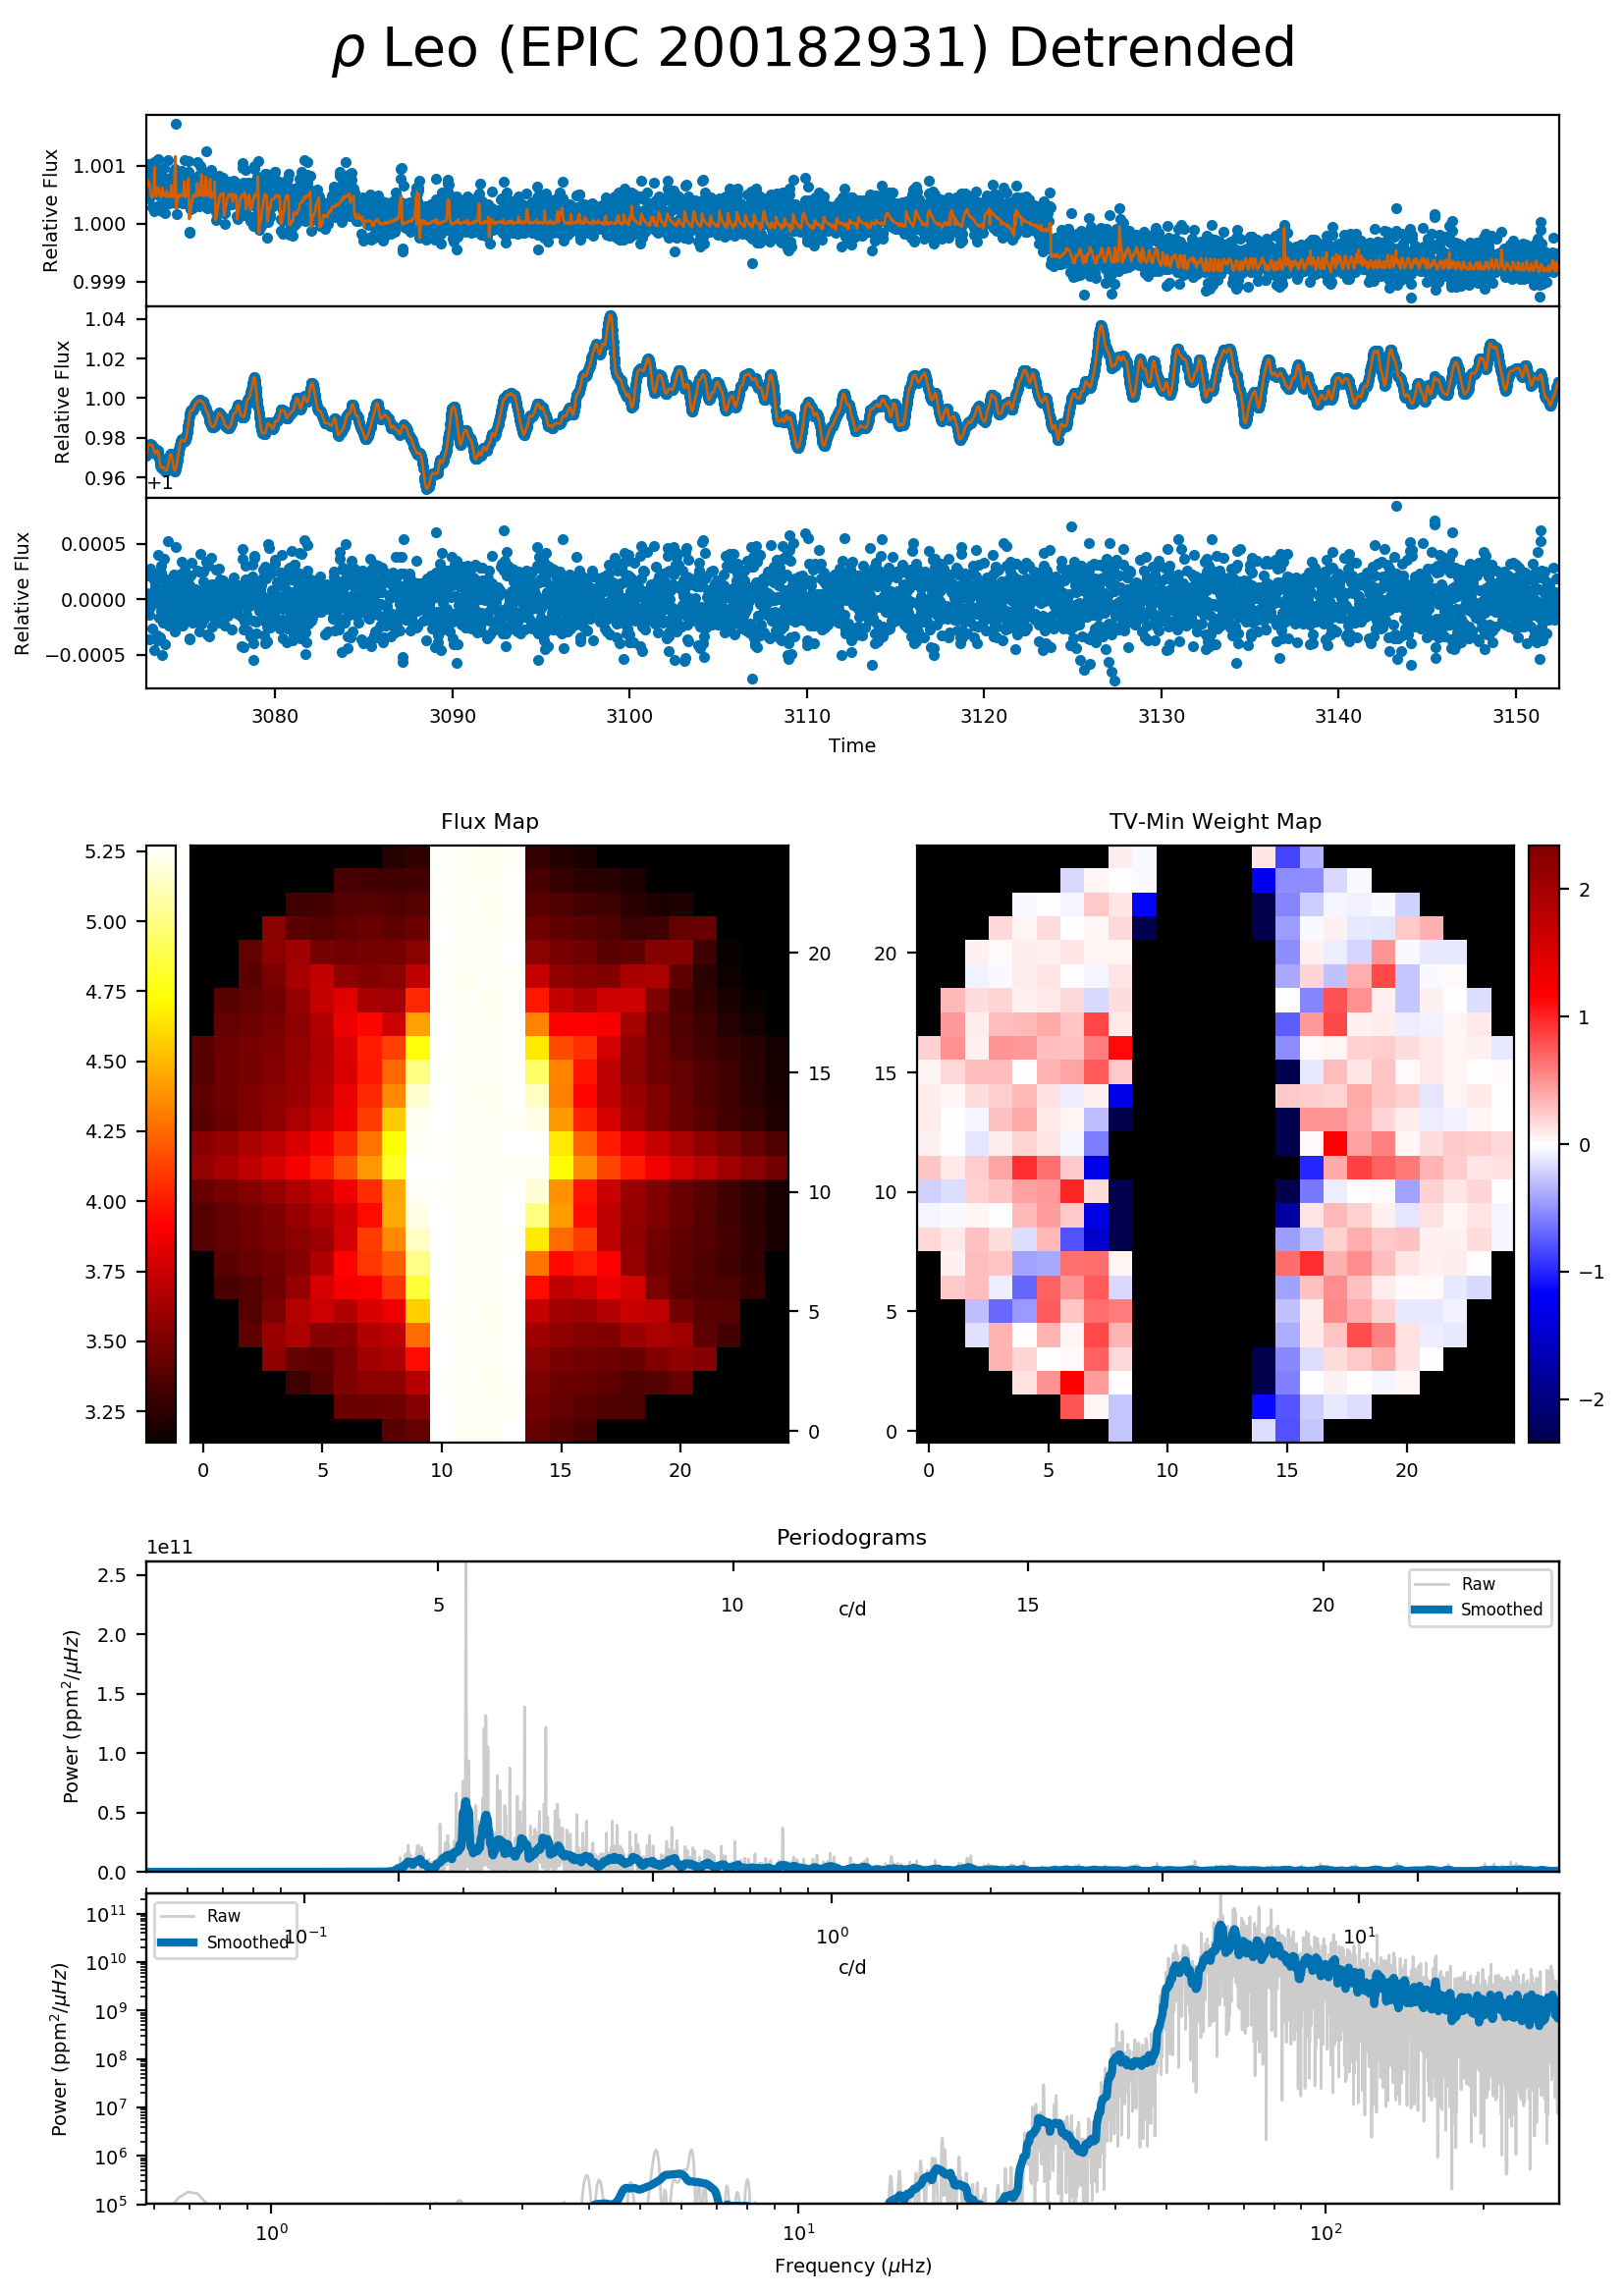 ρ Leo (EPIC 200182931) Detrended
Relative Flux
1.001
1.000
0.999
Relative Flux
1.04
1.02
1.00
0.98
0.96
+1
Relative Flux
0.0005
0.0000
−0.0005
3080 3090 3100 3110 3120 3130 3140 3150
Time
Flux Map
5.25
5.00
4.75
4.50
4.25
4.00
3.75
3.50
3.25
20
15
10
5
0
0 5 10 15 20
TV-Min Weight Map
20
15
10
5
0
0 5 10 15 20
2
1
0
−1
−2
Periodograms
1e11
Power (ppm²/μHz)
2.5
2.0
1.5
1.0
0.5
0.0
5 10 15 20
c/d
Raw
Smoothed
Power (ppm²/μHz)
10¹¹
10¹⁰
10⁹
10⁸
10⁷
10⁶
10⁵
Raw
Smoothed
10⁻¹ 10⁰ 10¹
c/d
10⁰ 10¹ 10²
Frequency (μHz)